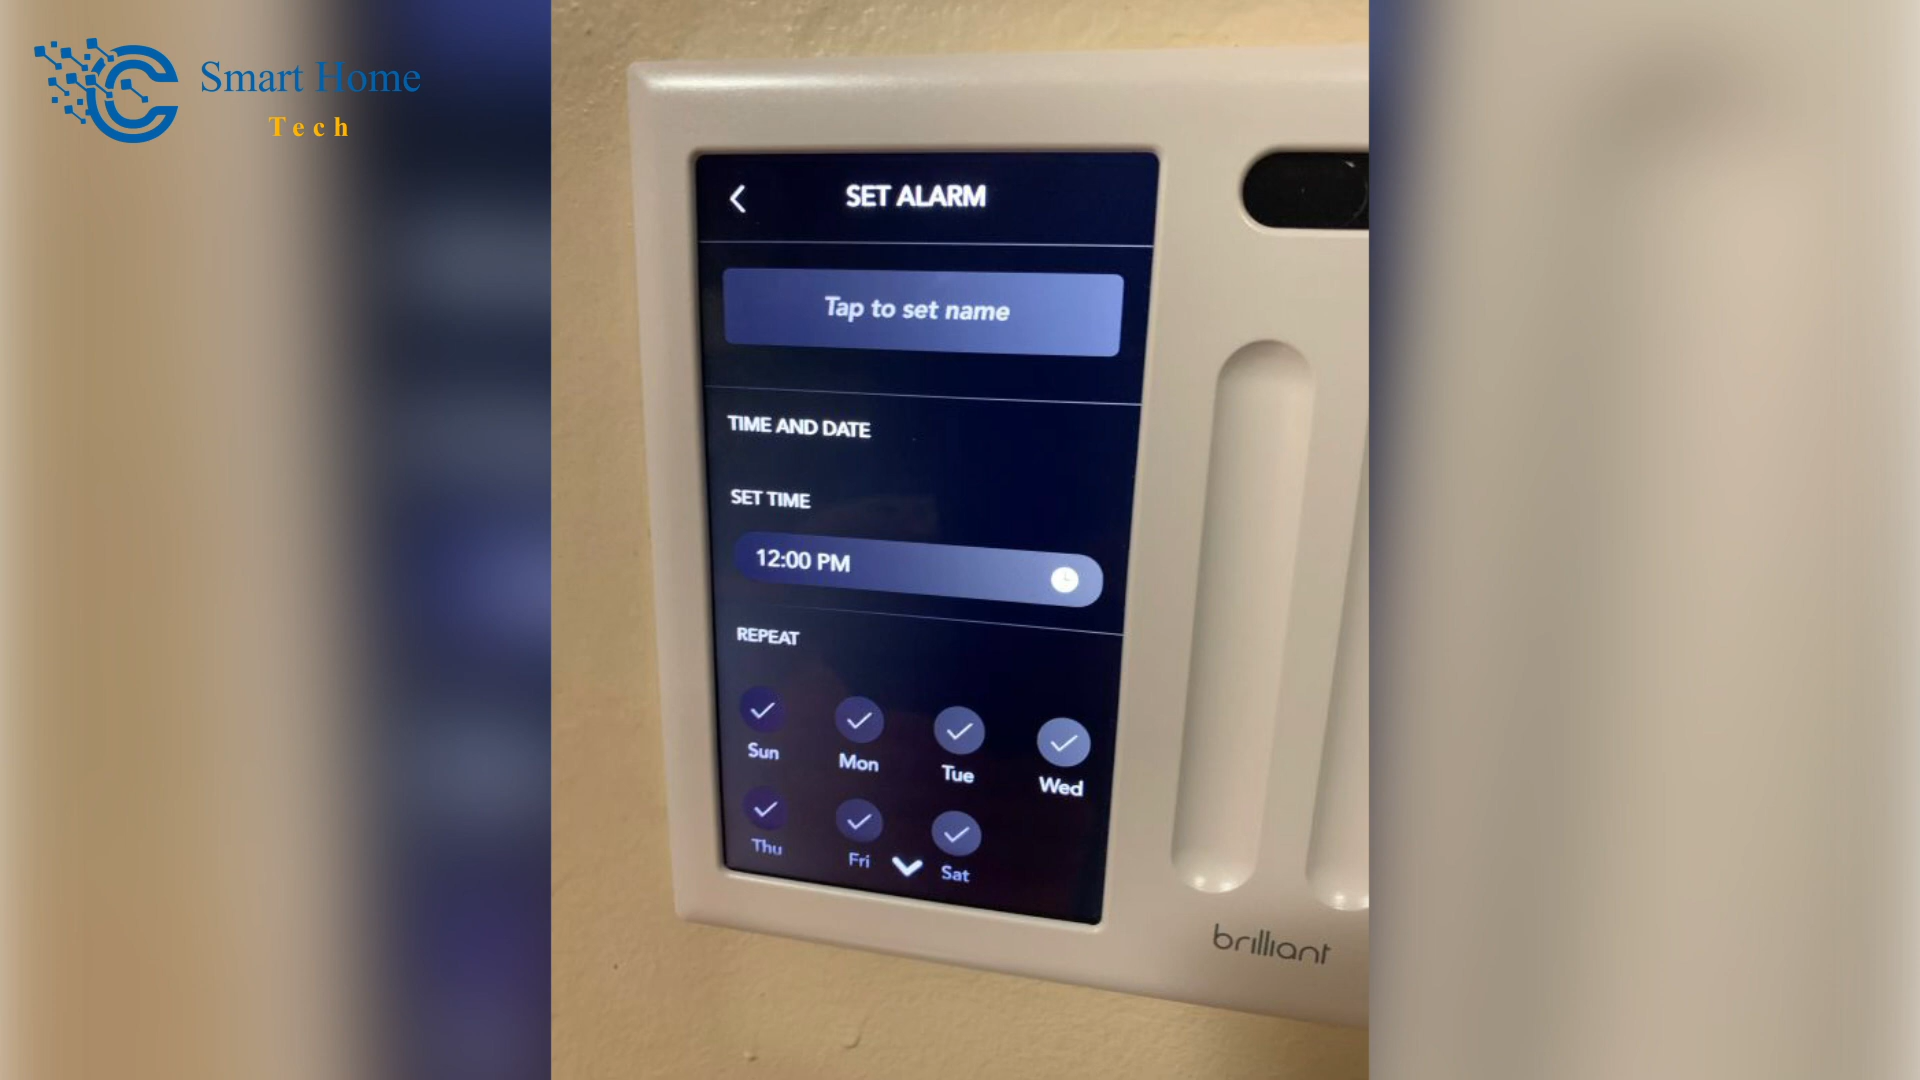 Smart Home
Tech
SET ALARM
Tap to set name
TIME AND DATE
SET TIME
12:00 PM
REPEAT
Sun Mon Tue Wed
Thu Fri Sat
brilliant